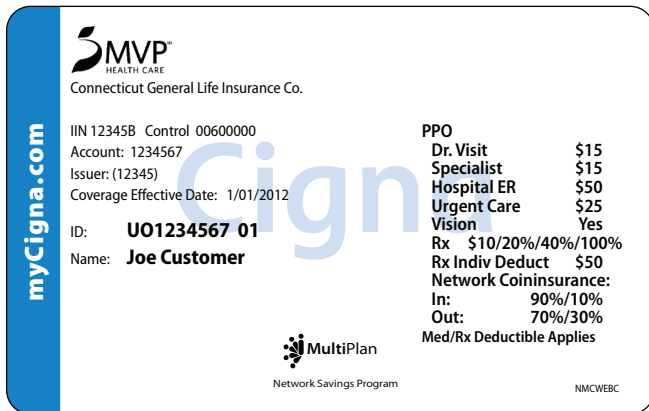 myCigna.com
MVP℠
HEALTH CARE
Connecticut General Life Insurance Co.
Cigna
IIN 12345B Control 00600000
Account: 1234567
Issuer: (12345)
Coverage Effective Date: 1/01/2012
ID: UO1234567 01
Name: Joe Customer
PPO
Dr. Visit $15
Specialist $15
Hospital ER $50
Urgent Care $25
Vision Yes
Rx $10/20%/40%/100%
Rx Indiv Deduct $50
Network Coininsurance:
In: 90%/10%
Out: 70%/30%
Med/Rx Deductible Applies
MultiPlan
Network Savings Program
NMCWEBC